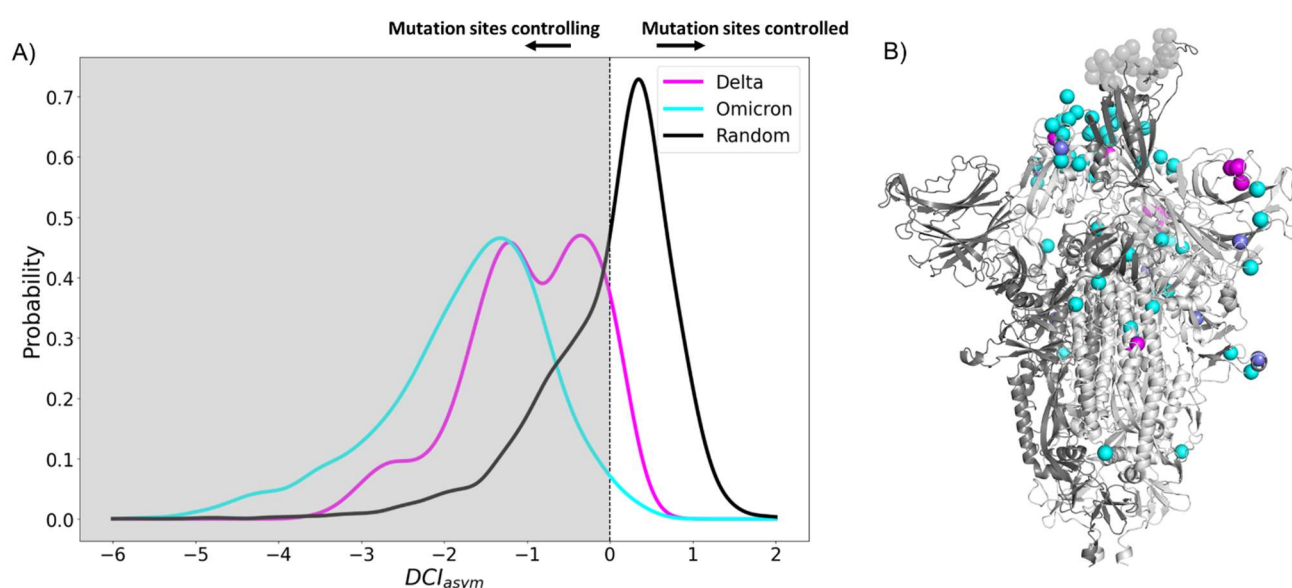 Mutation sites controlling
Mutation sites controlled
A)
B)
Delta
Omicron
Random
Probability
0.7
0.6
0.5
0.4
0.3
0.2
0.1
0.0
−6
−5
−4
−3
−2
−1
0
1
2
DCI_asym